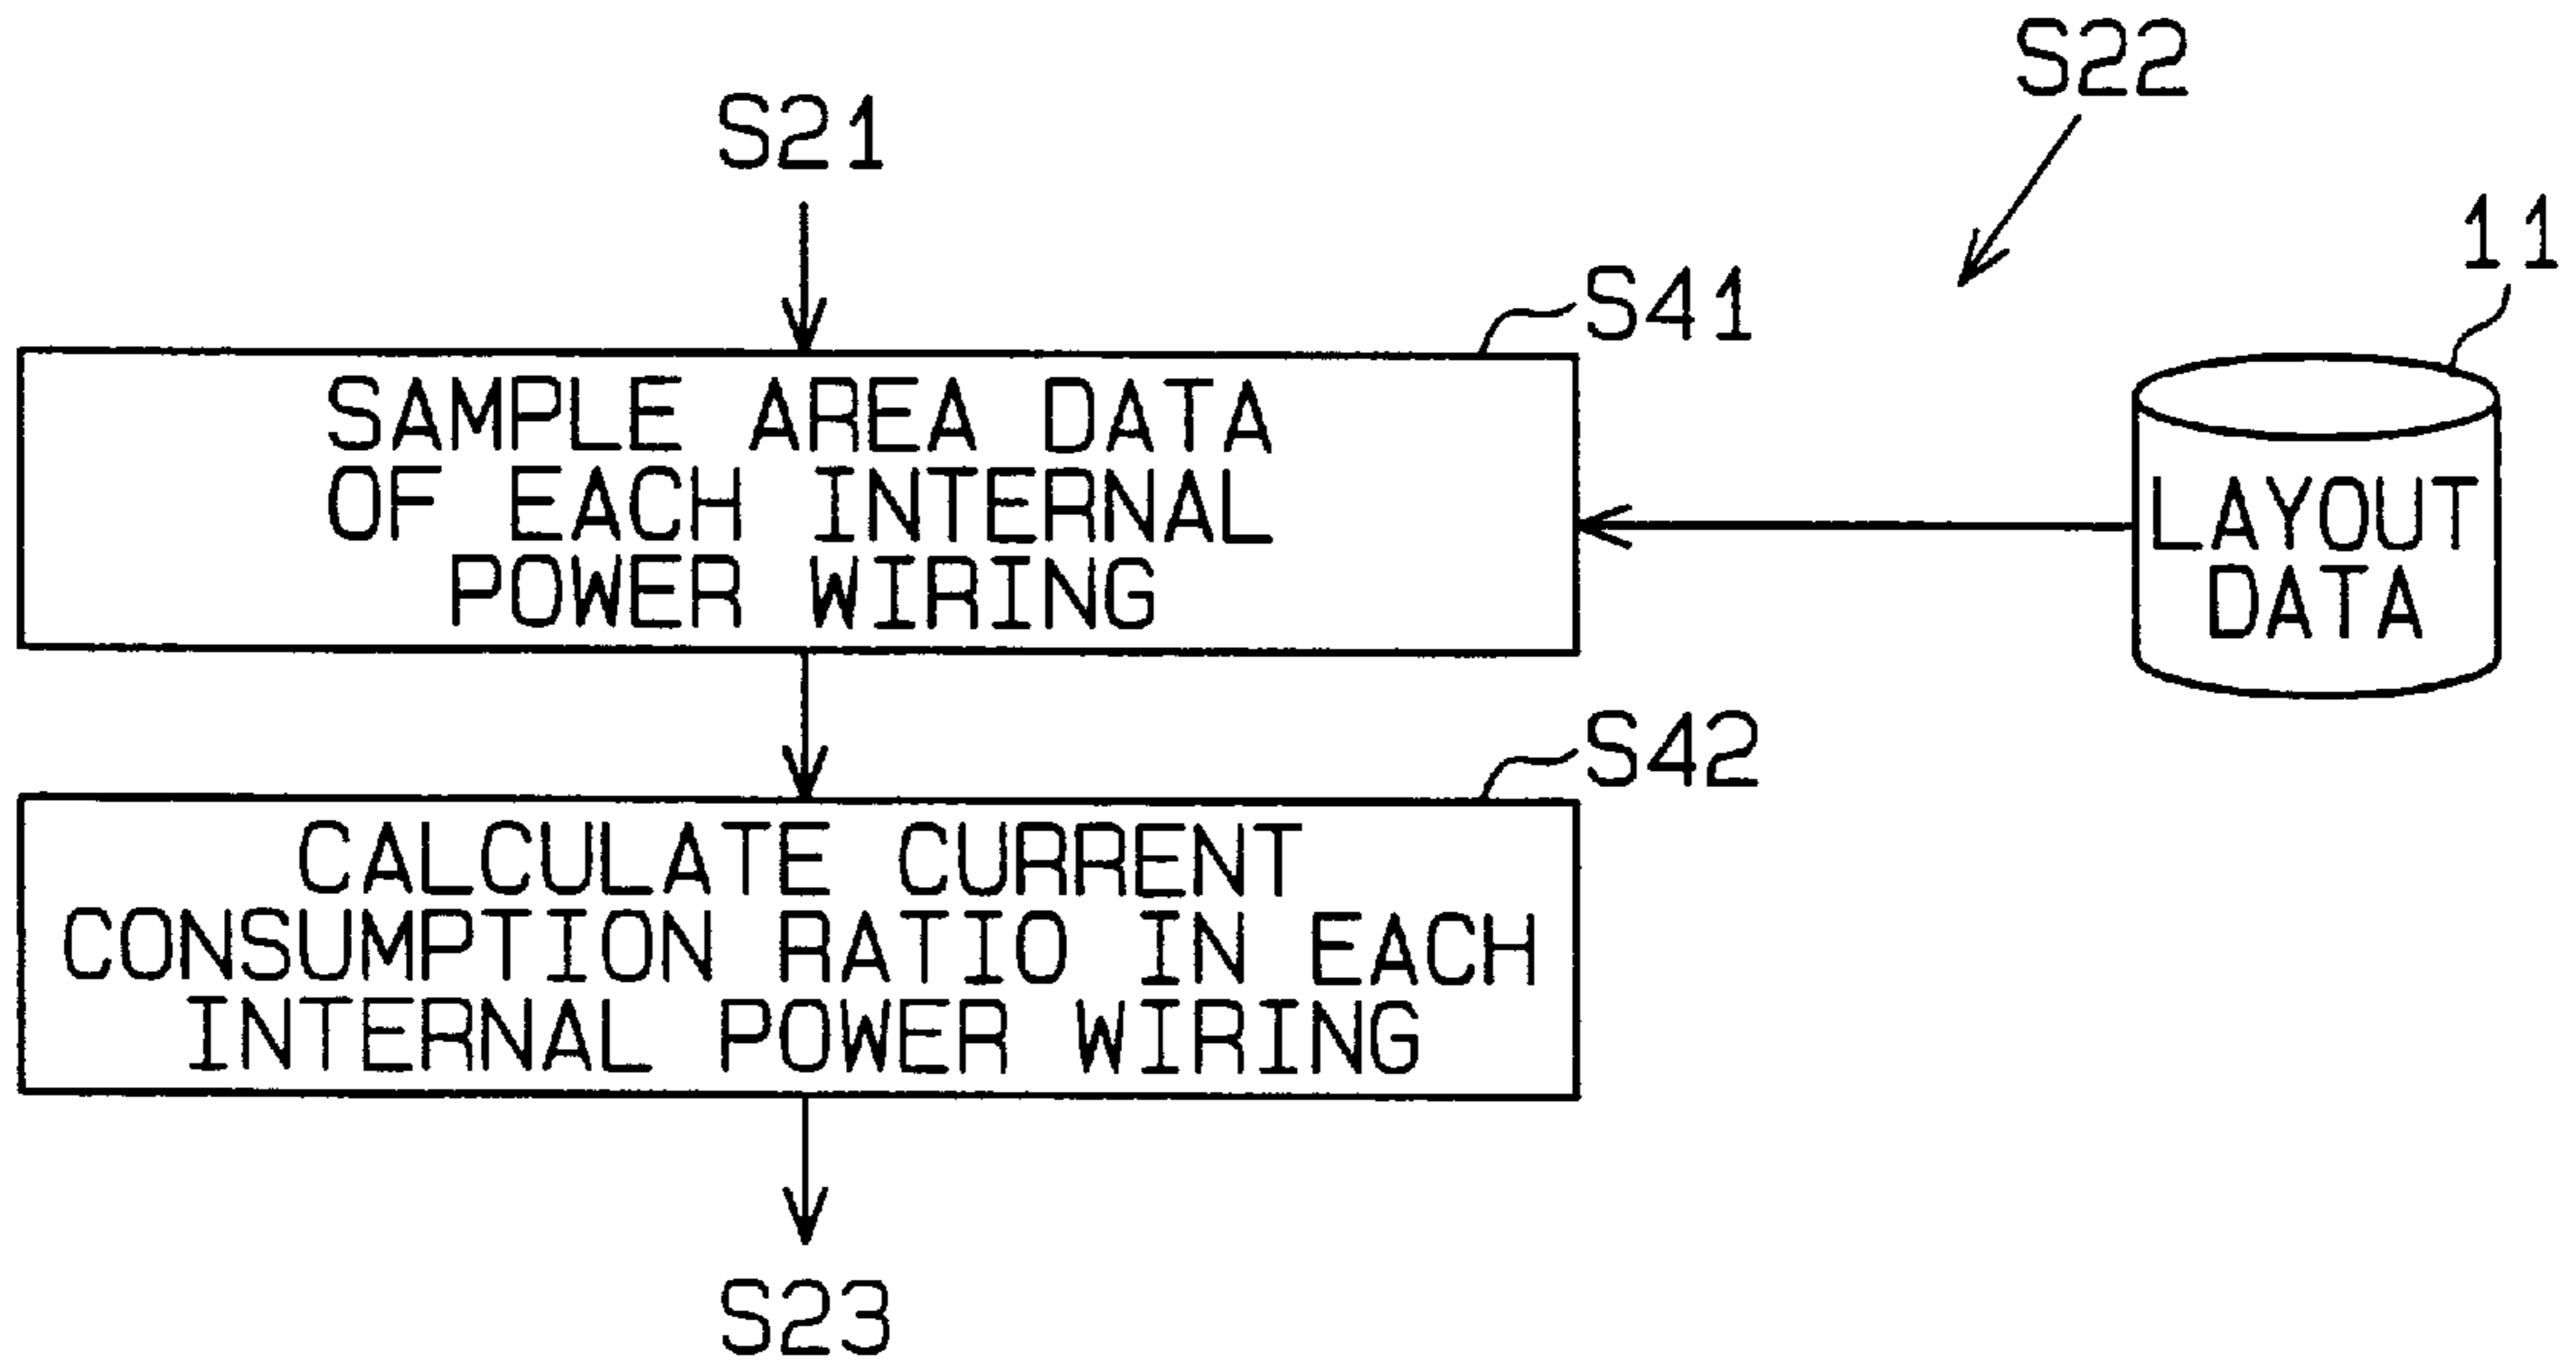 S22
S21
11
S41
SAMPLE AREA DATA
OF EACH INTERNAL
POWER WIRING
LAYOUT
DATA
S42
CALCULATE CURRENT
CONSUMPTION RATIO IN EACH
INTERNAL POWER WIRING
S23